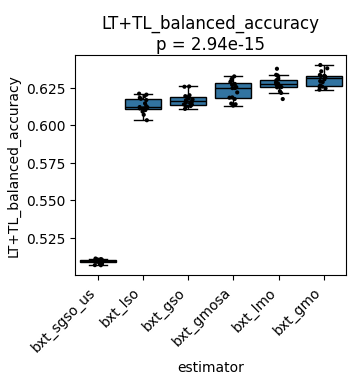 LT+TL_balanced_accuracy
p = 2.94e-15
LT+TL_balanced_accuracy
0.625
0.600
0.575
0.550
0.525
bxt_sgso_us
bxt_lso
bxt_gso
bxt_gmosa
bxt_lmo
bxt_gmo
estimator